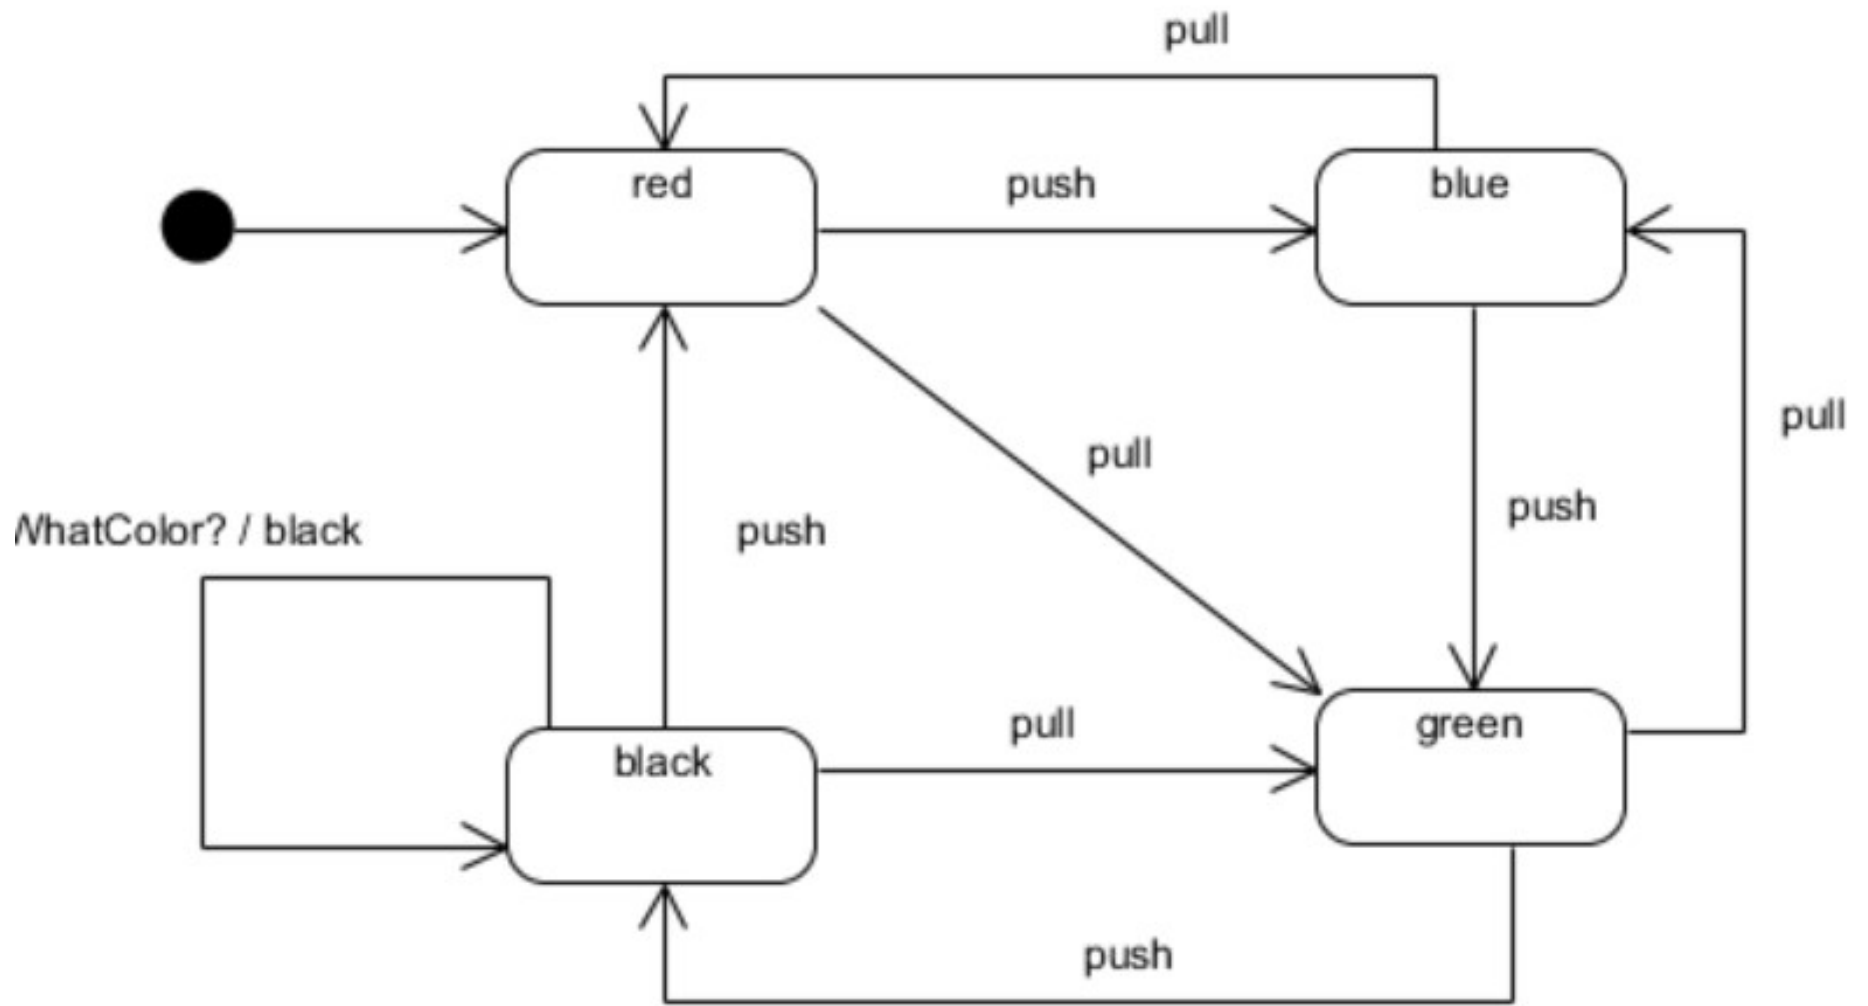 pull
red
push
blue
pull
pull
push
WhatColor? / black
push
pull
green
black
push